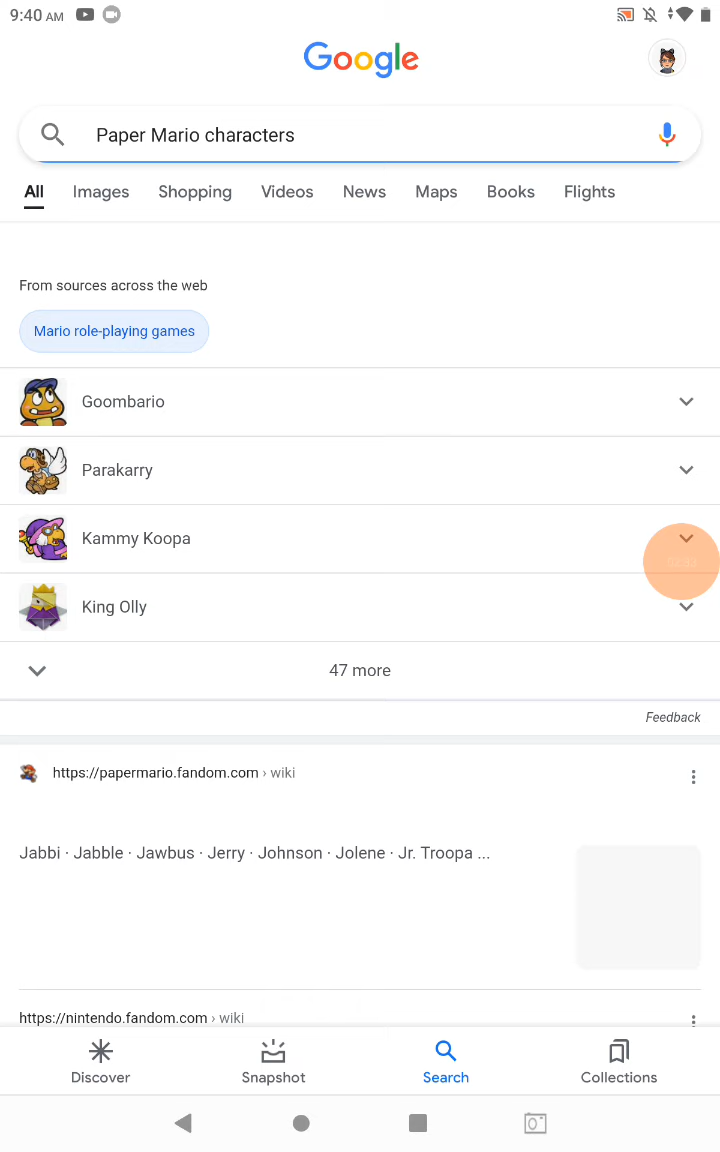 9:40 AM
Google
Paper Mario characters
All Images Shopping Videos News Maps Books Flights
From sources across the web
Mario role-playing games
Goombario
Parakarry
Kammy Koopa
King Olly
47 more
Feedback
https://papermario.fandom.com › wiki
Jabbi · Jabble · Jawbus · Jerry · Johnson · Jolene · Jr. Troopa ...
https://nintendo.fandom.com › wiki
Discover Snapshot Search Collections